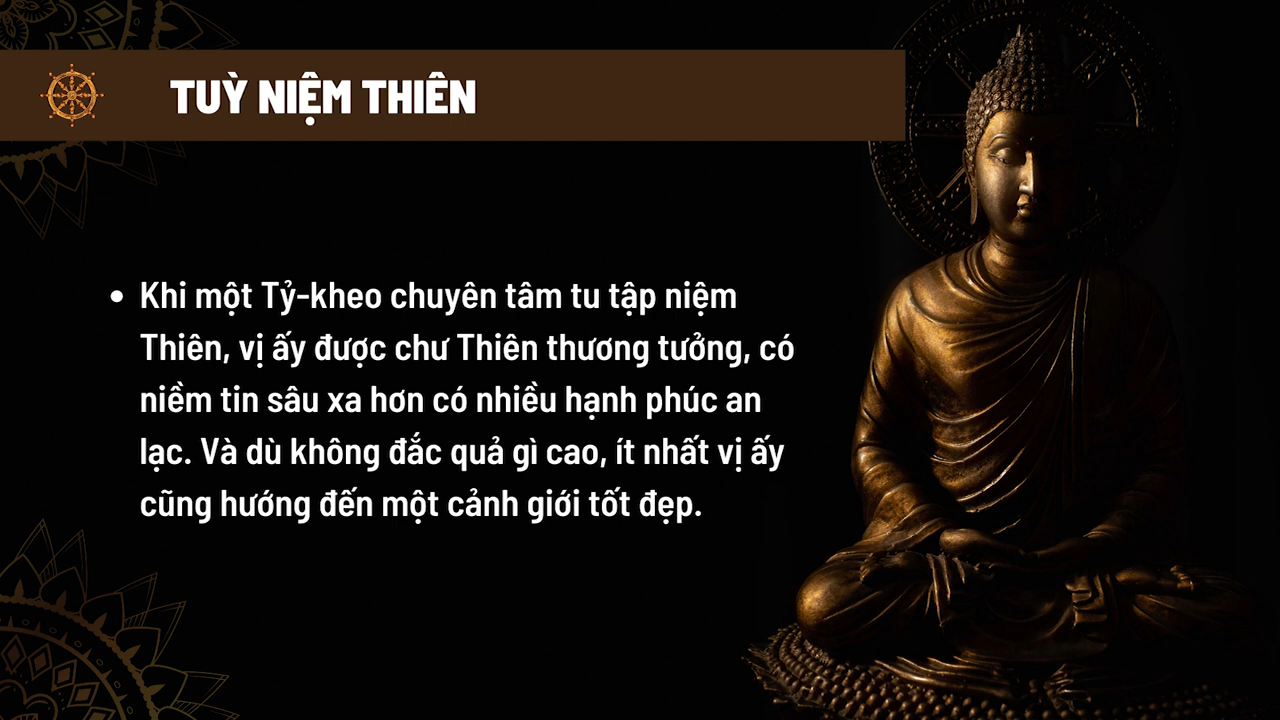 TUỲ NIỆM THIÊN
Khi một Tỷ-kheo chuyên tâm tu tập niệm
Thiên, vị ấy được chư Thiên thương tưởng, có
niềm tin sâu xa hơn có nhiều hạnh phúc an
lạc. Và dù không đắc quả gì cao, ít nhất vị ấy
cũng hướng đến một cảnh giới tốt đẹp.